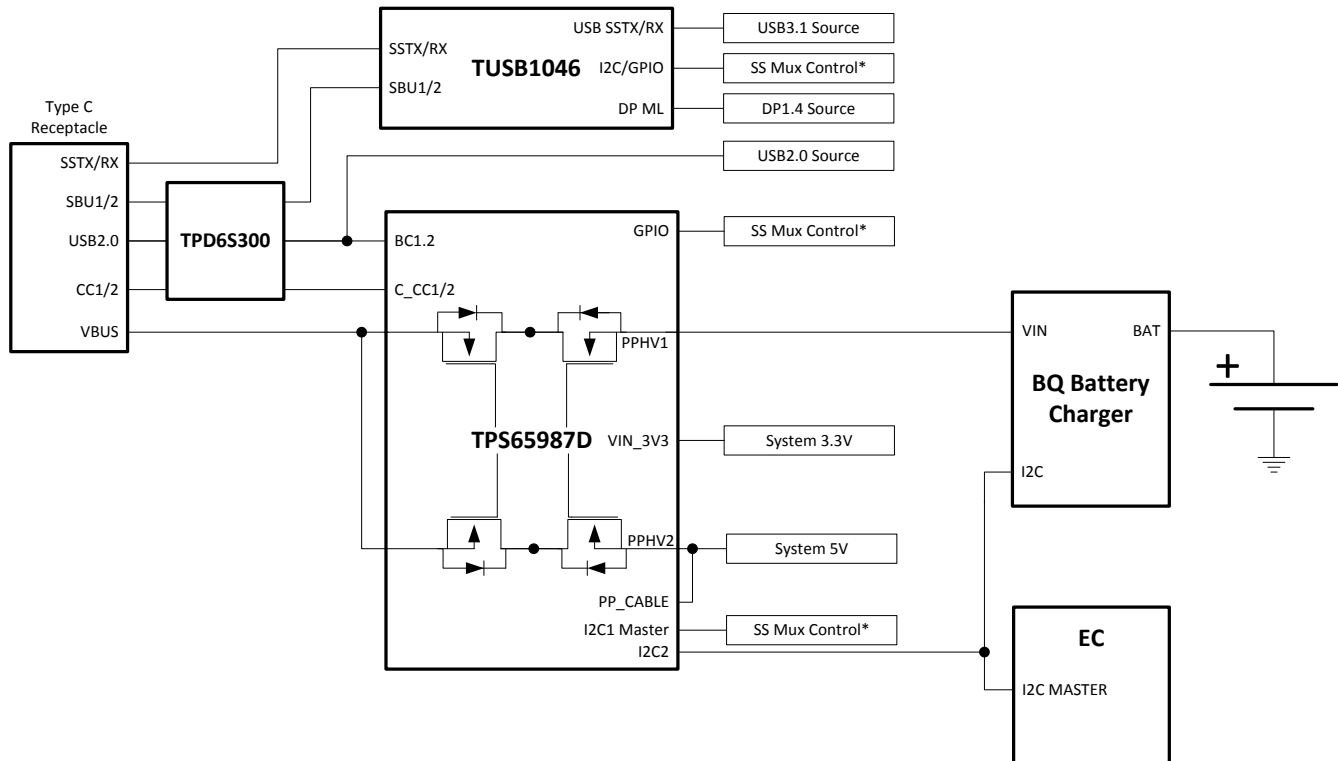 USB SSTX/RX
USB3.1 Source
SSTX/RX
TUSB1046
I2C/GPIO
SS Mux Control*
SBU1/2
DP ML
DP1.4 Source
Type C
Receptacle
SSTX/RX
USB2.0 Source
SBU1/2
TPD6S300
USB2.0
BC1.2
GPIO
SS Mux Control*
CC1/2
C_CC1/2
VBUS
PPHV1
VIN
BAT
+
BQ Battery
Charger
TPS65987D
VIN_3V3
System 3.3V
I2C
PPHV2
System 5V
PP_CABLE
I2C1 Master
SS Mux Control*
I2C2
EC
I2C MASTER